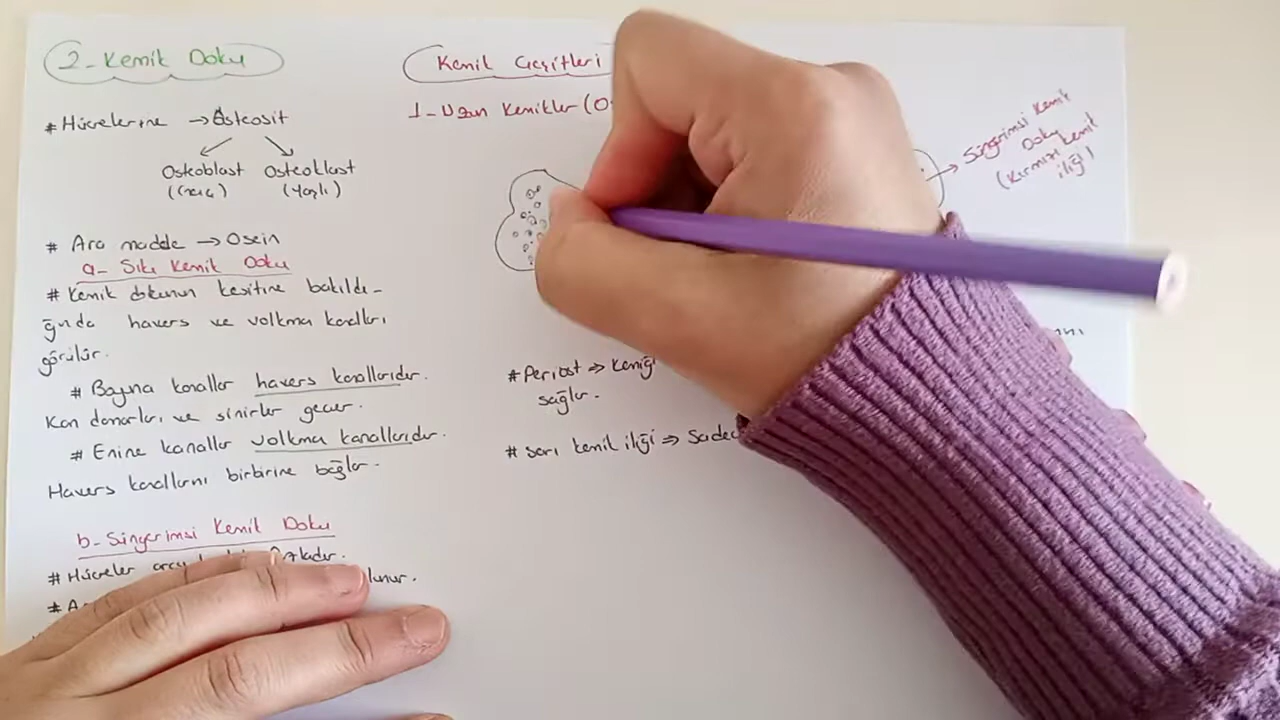 2- Kemik Doku
# Hücrelerine → Osteosit
Osteoblast Osteoklast
(Genç) (Yaşlı)
# Ara madde → Osein
a- Sıkı Kemik Doku
# Kemik dokunun kesitine bakıldı-
ğında havers ve volkman kanalları
görülür.
# Boyuna kanallar havers kanallarıdır.
Kan damarları ve sinirler geçer.
# Enine kanallar volkman kanallarıdır.
Havers kanallarını birbirine bağlar.
b- Süngerimsi Kemik Doku
# Hücreler
Kemik Çeşitleri
1- Uzun Kemikler (
Süngerimsi Kemik
Doku
(Kırmızı kemik
iliği)
# Periost ⇒ Kemiği
sağlar.
# Sarı kemik iliği ⇒ Sadec